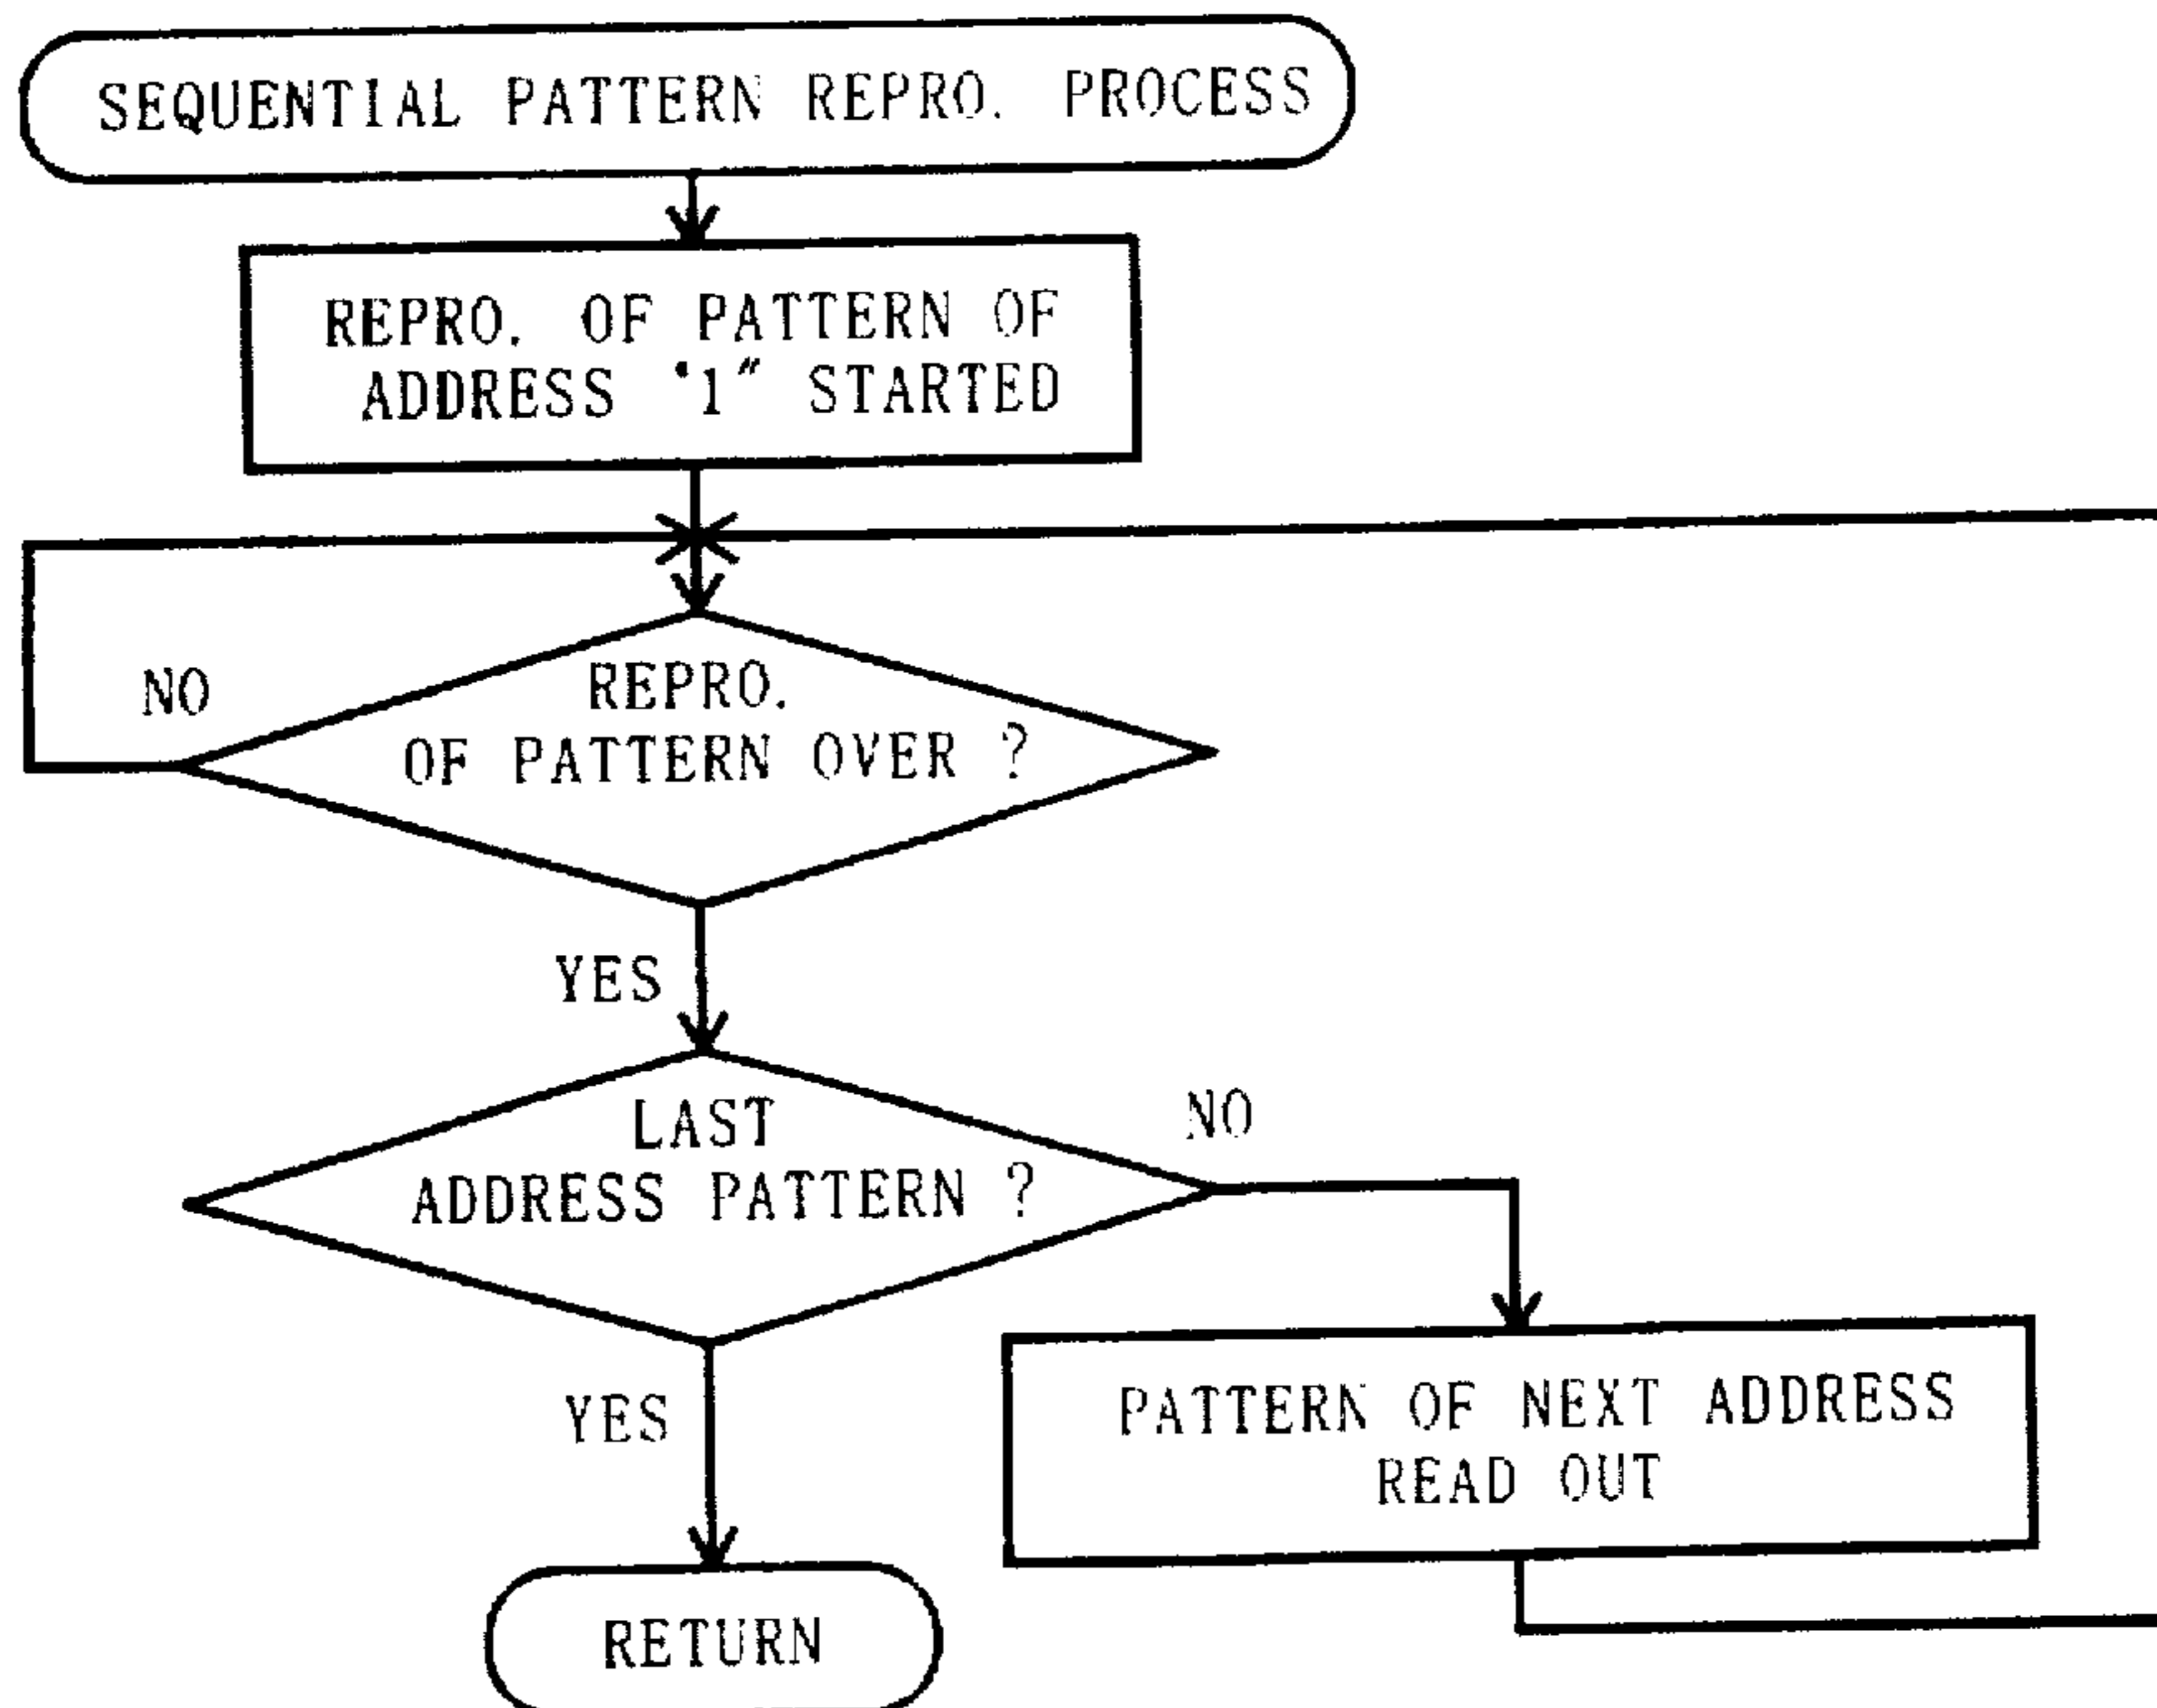 SEQUENTIAL PATTERN REPRO. PROCESS
REPRO. OF PATTERN OF
ADDRESS "1" STARTED
NO
REPRO.
OF PATTERN OVER ?
YES
LAST
ADDRESS PATTERN ?
NO
YES
PATTERN OF NEXT ADDRESS
READ OUT
RETURN